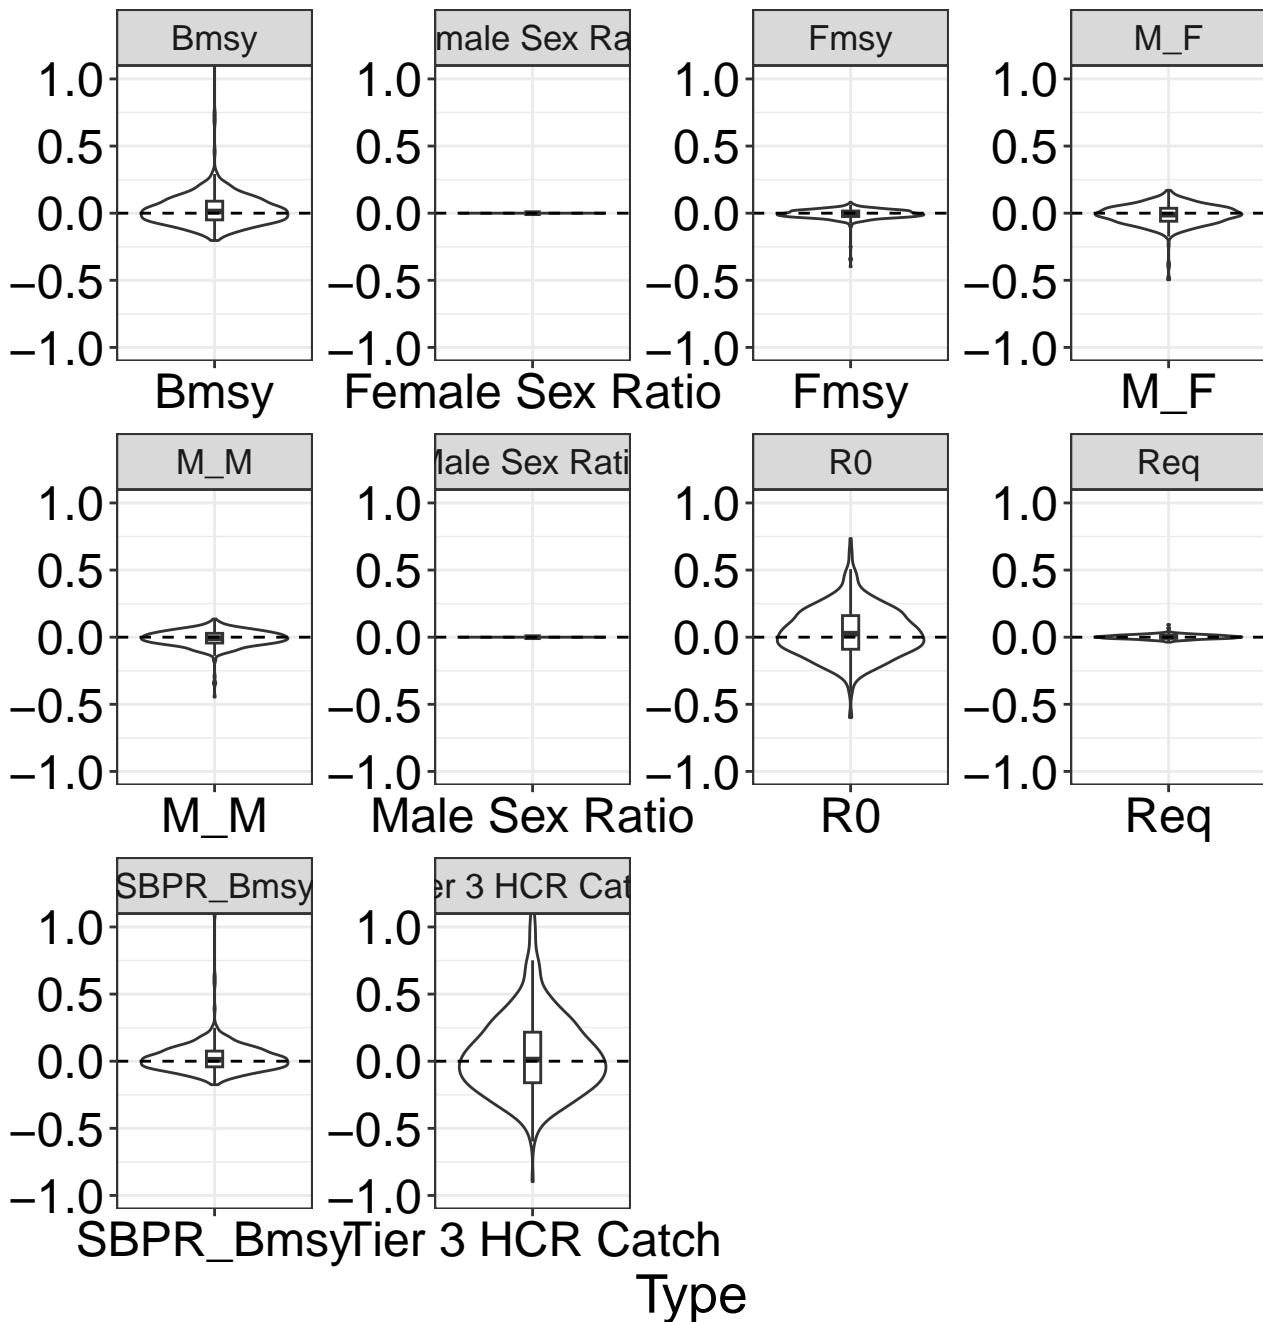 Bmsy
male Sex Ra
Fmsy
M_F
1.0
0.5
0.0
−0.5
−1.0
1.0
0.5
0.0
−0.5
−1.0
1.0
0.5
0.0
−0.5
−1.0
1.0
0.5
0.0
−0.5
−1.0
Bmsy
Female Sex Ratio
Fmsy
M_F
M_M
Male Sex Rati
R0
Req
1.0
0.5
0.0
−0.5
−1.0
1.0
0.5
0.0
−0.5
−1.0
1.0
0.5
0.0
−0.5
−1.0
1.0
0.5
0.0
−0.5
−1.0
M_M
Male Sex Ratio
R0
Req
SBPR_Bmsy
er 3 HCR Cat
1.0
0.5
0.0
−0.5
−1.0
1.0
0.5
0.0
−0.5
−1.0
SBPR_Bmsy
Tier 3 HCR Catch
Type